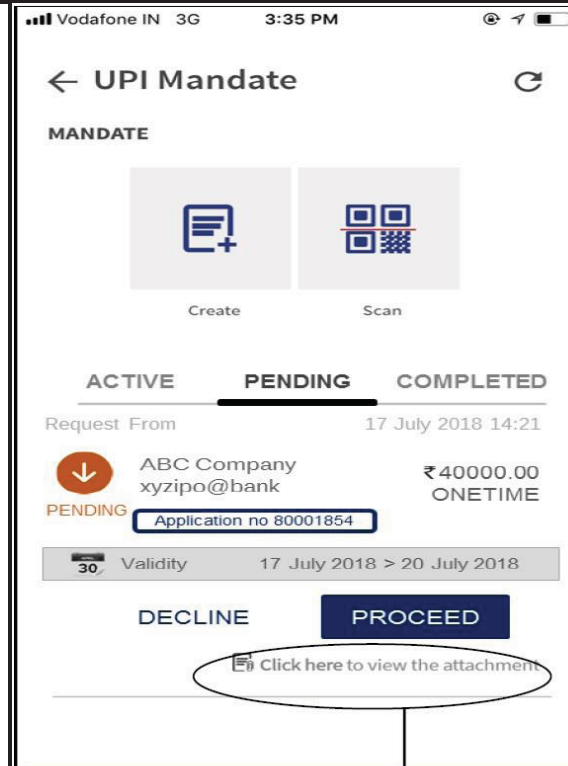 Vodafone IN 3G 3:35 PM
← UPI Mandate
MANDATE
Create Scan
ACTIVE PENDING COMPLETED
Request From 17 July 2018 14:21
ABC Company ₹40000.00
xyzipo@bank ONETIME
PENDING
Application no 80001854
30 Validity 17 July 2018 > 20 July 2018
DECLINE PROCEED
Click here to view the attachment